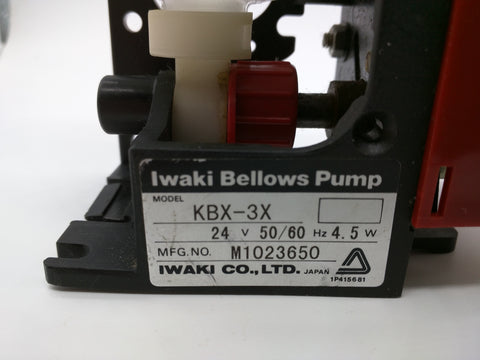 Iwaki Bellows Pump
MODEL KBX-3X
24 V 50/60 Hz 4.5 W
MFG.NO. M1023650
IWAKI CO.,LTD. JAPAN
1P415681